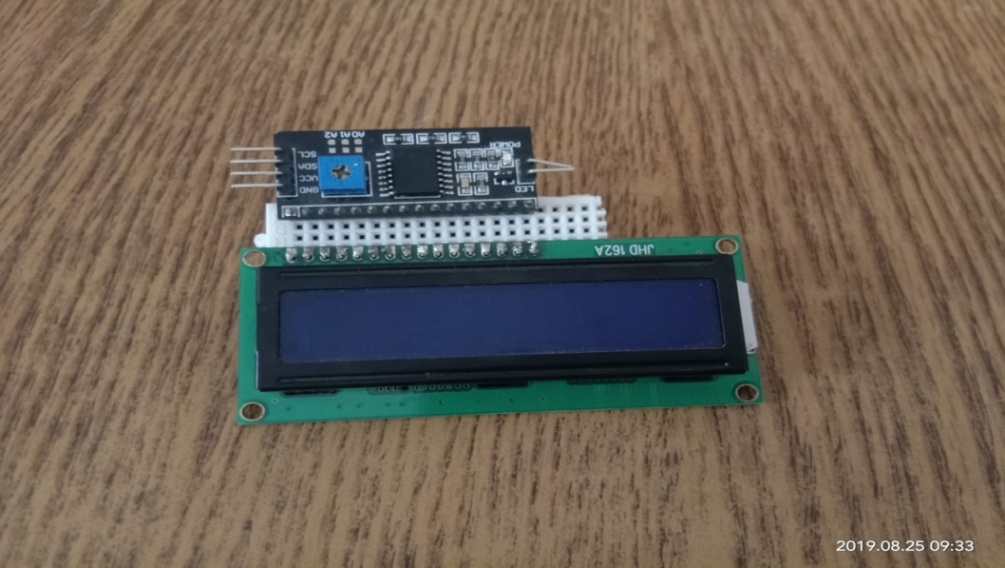 A0 A1 A2
SCL
SDA
VCC
GND
POWER
LED
JHD 162A
2019.08.25 09:33